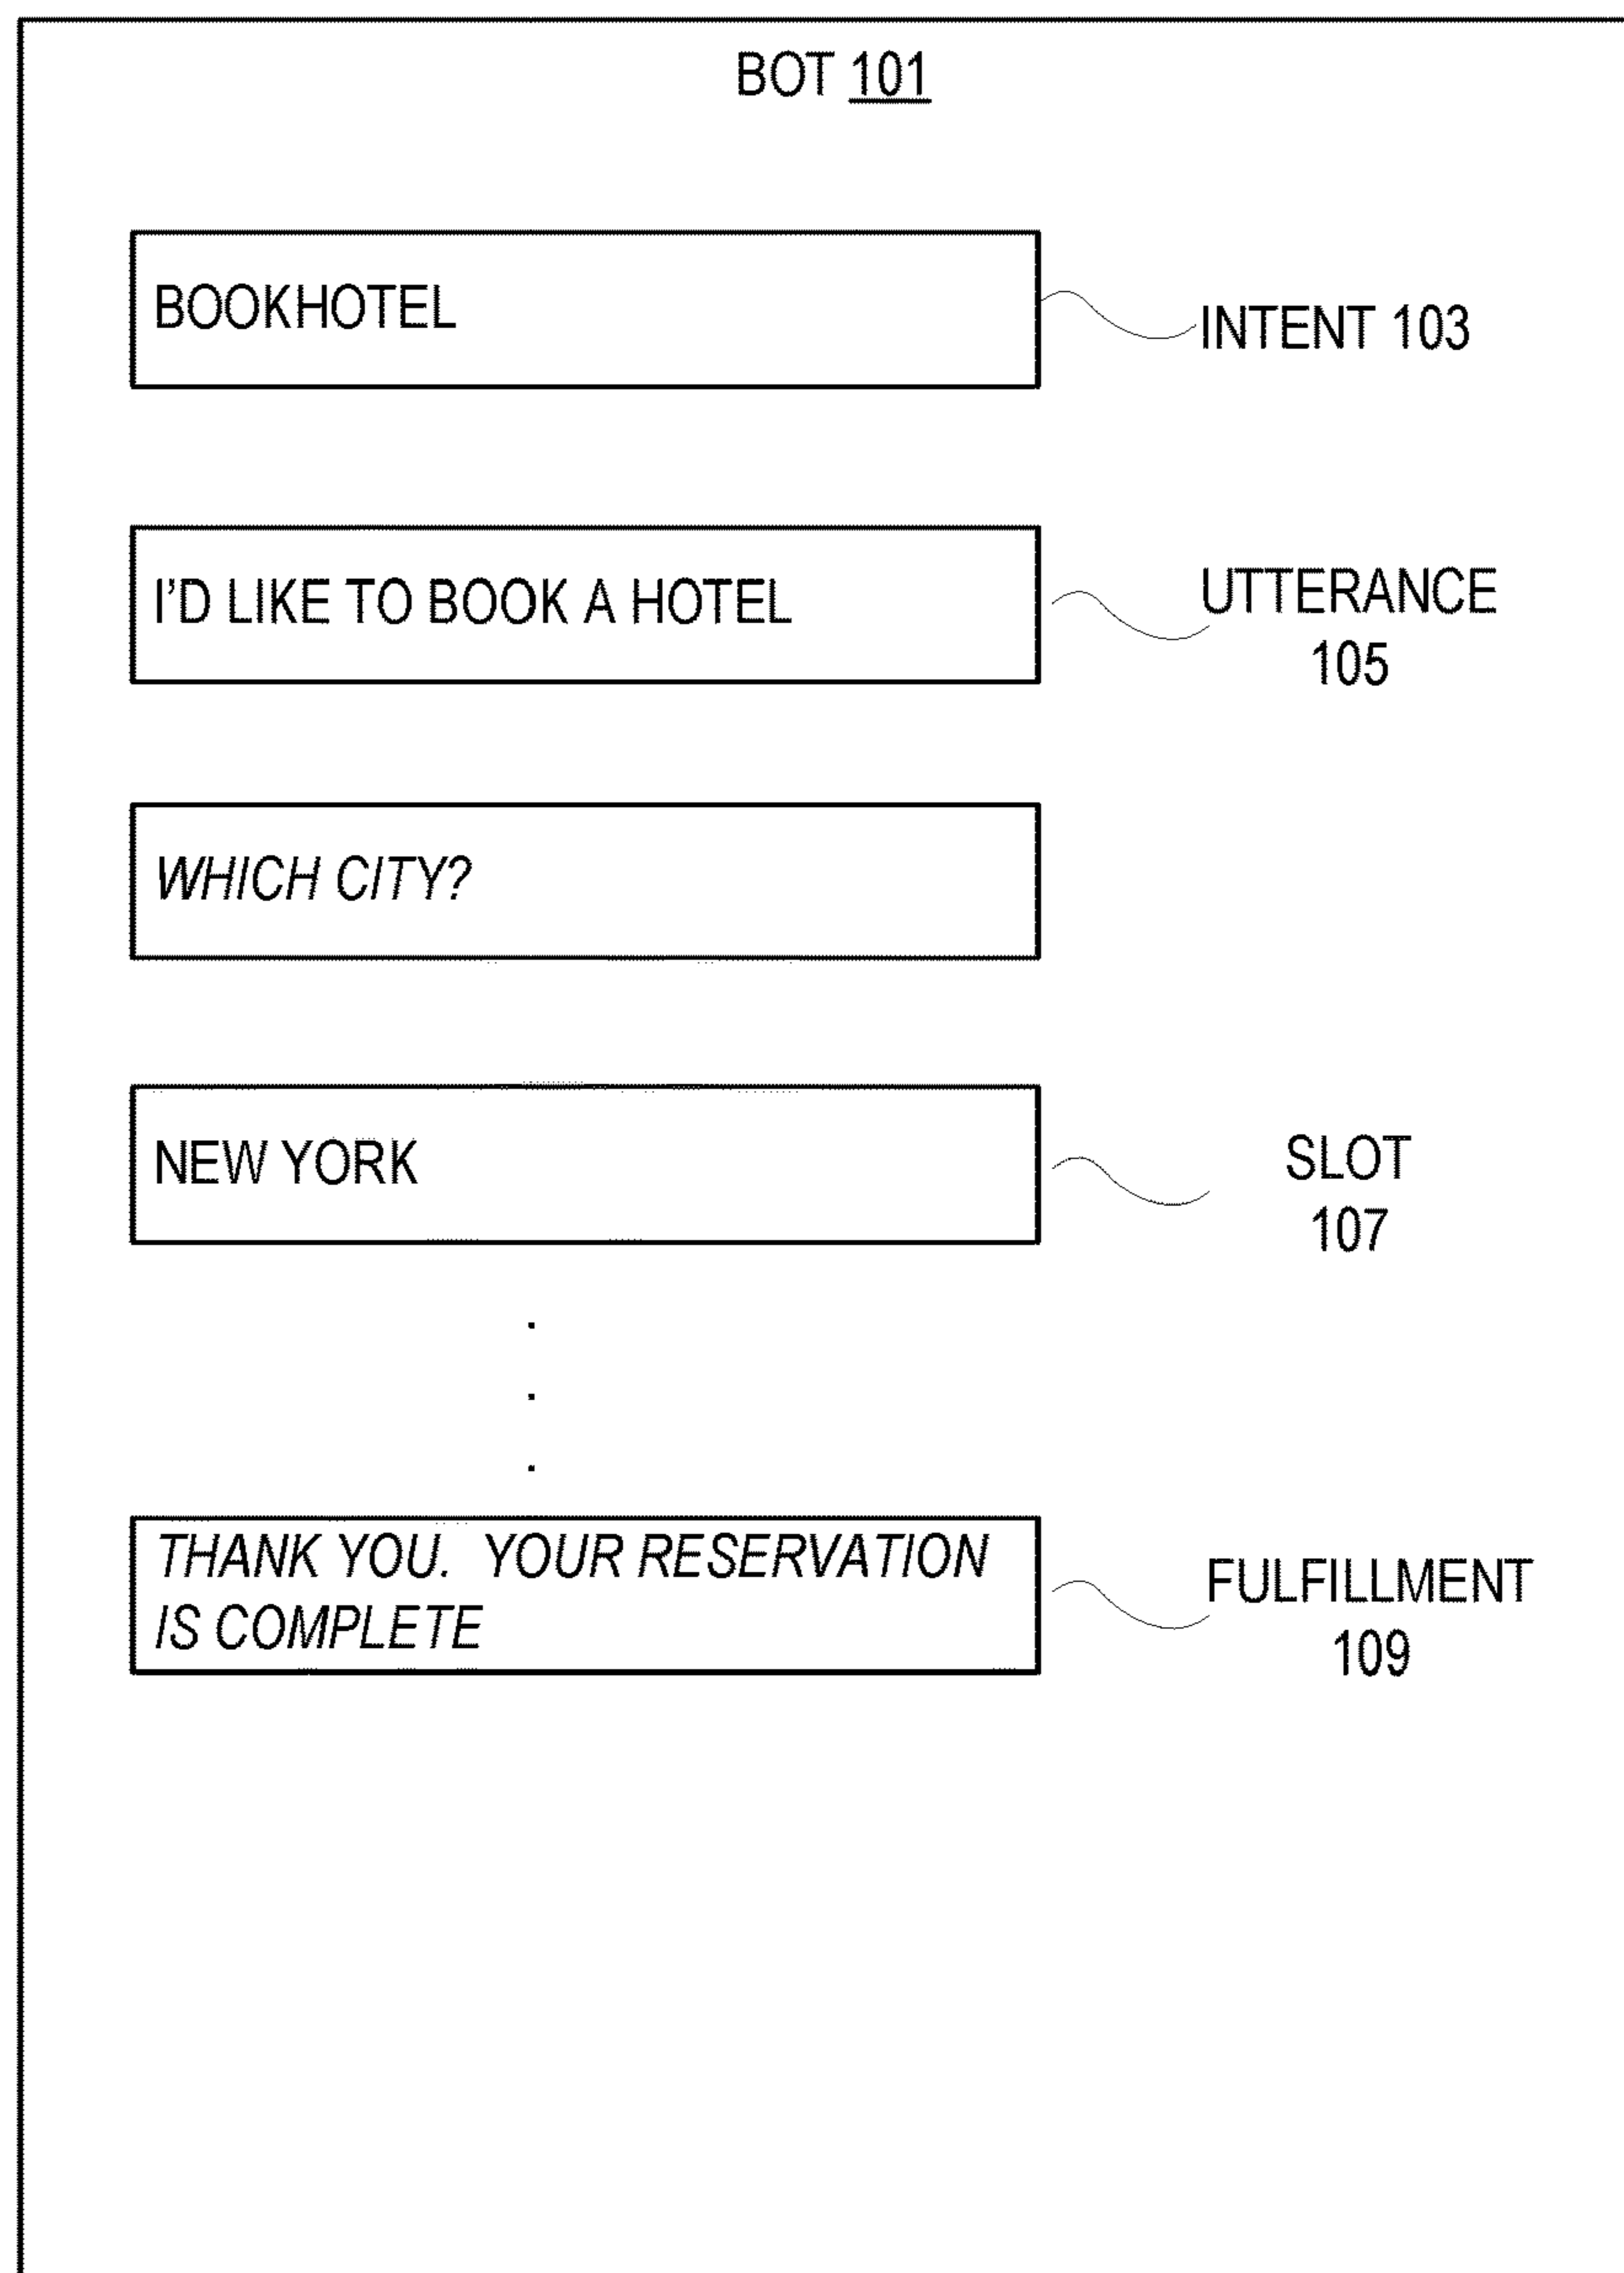 BOT 101
BOOKHOTEL
INTENT 103
I'D LIKE TO BOOK A HOTEL
UTTERANCE
105
WHICH CITY?
NEW YORK
SLOT
107
THANK YOU.  YOUR RESERVATION
IS COMPLETE
FULFILLMENT
109